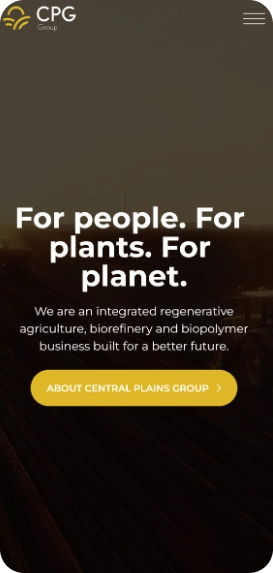 CPG
Group
For people. For
plants. For
planet.
We are an integrated regenerative
agriculture, biorefinery and biopolymer
business built for a better future.
ABOUT CENTRAL PLAINS GROUP